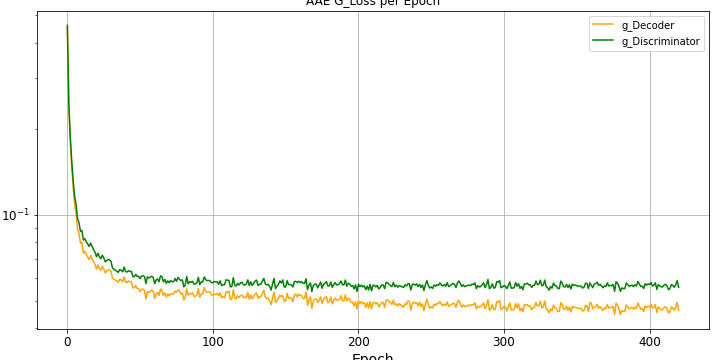 AAE G_Loss per Epoch
g_Decoder
g_Discriminator
10⁻¹
0 100 200 300 400
Epoch